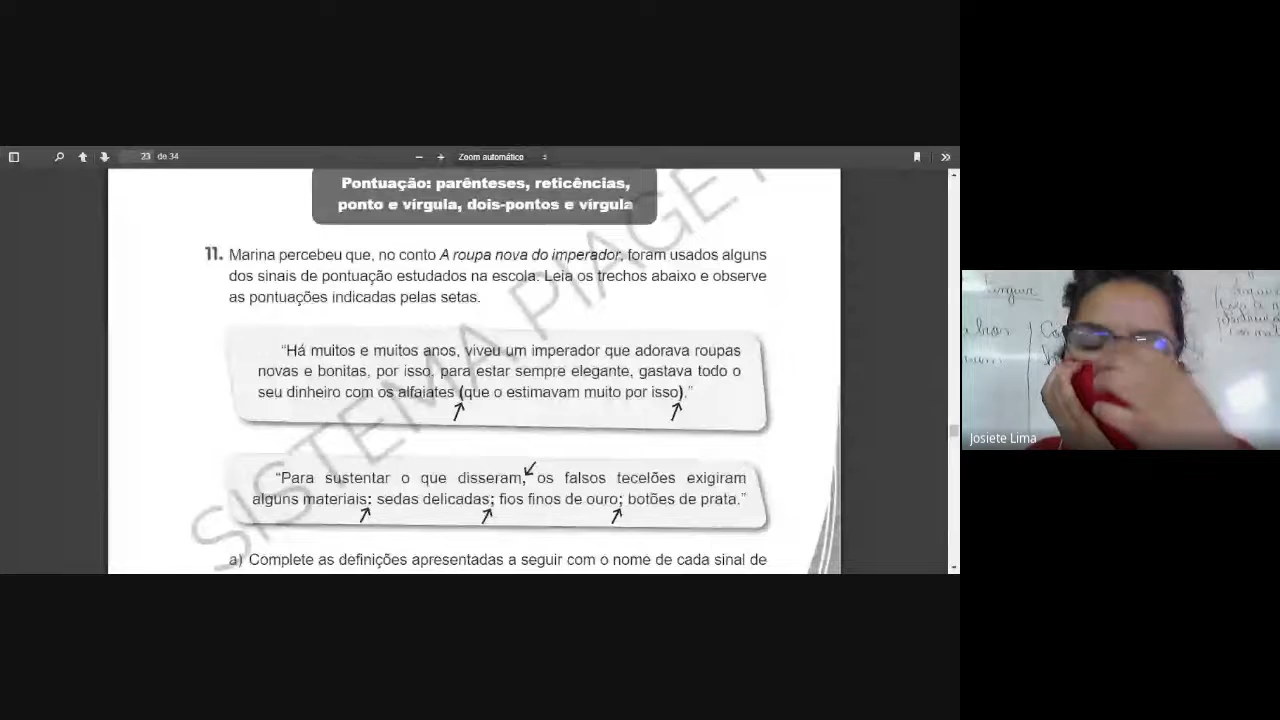 23 de 34
Zoom automático
Pontuação: parênteses, reticências,
ponto e vírgula, dois-pontos e vírgula
11. Marina percebeu que, no conto A roupa nova do imperador, foram usados alguns
dos sinais de pontuação estudados na escola. Leia os trechos abaixo e observe
as pontuações indicadas pelas setas.
“Há muitos e muitos anos, viveu um imperador que adorava roupas
novas e bonitas, por isso, para estar sempre elegante, gastava todo o
seu dinheiro com os alfaiates (que o estimavam muito por isso).”
“Para sustentar o que disseram, os falsos tecelões exigiram
alguns materiais: sedas delicadas; fios finos de ouro; botões de prata.”
a) Complete as definições apresentadas a seguir com o nome de cada sinal de
SISTEMA PIAGET
Josiete Lima